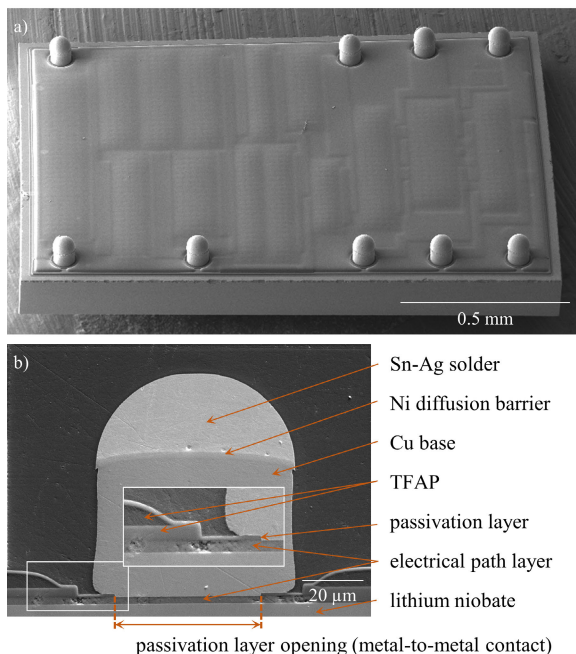 a)
0.5 mm
b)
Sn-Ag solder
Ni diffusion barrier
Cu base
TFAP
passivation layer
electrical path layer
20 µm
lithium niobate
passivation layer opening (metal-to-metal contact)